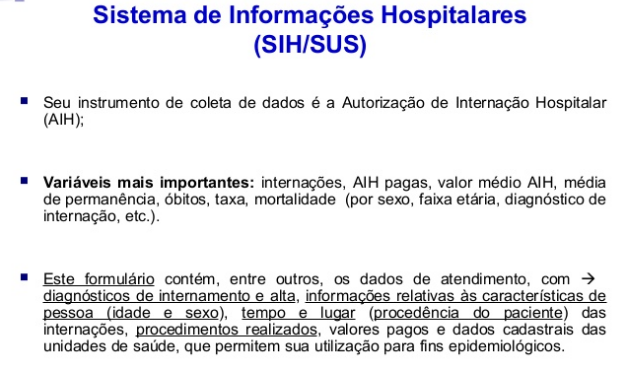 Sistema de Informações Hospitalares
(SIH/SUS)
Seu instrumento de coleta de dados é a Autorização de Internação Hospitalar
(AIH);
Variáveis mais importantes: internações, AIH pagas, valor médio AIH, média
de permanência, óbitos, taxa, mortalidade (por sexo, faixa etária, diagnóstico de
internação, etc.).
Este formulário contém, entre outros, os dados de atendimento, com →
diagnósticos de internamento e alta, informações relativas às características de
pessoa (idade e sexo), tempo e lugar (procedência do paciente) das
internações, procedimentos realizados, valores pagos e dados cadastrais das
unidades de saúde, que permitem sua utilização para fins epidemiológicos.